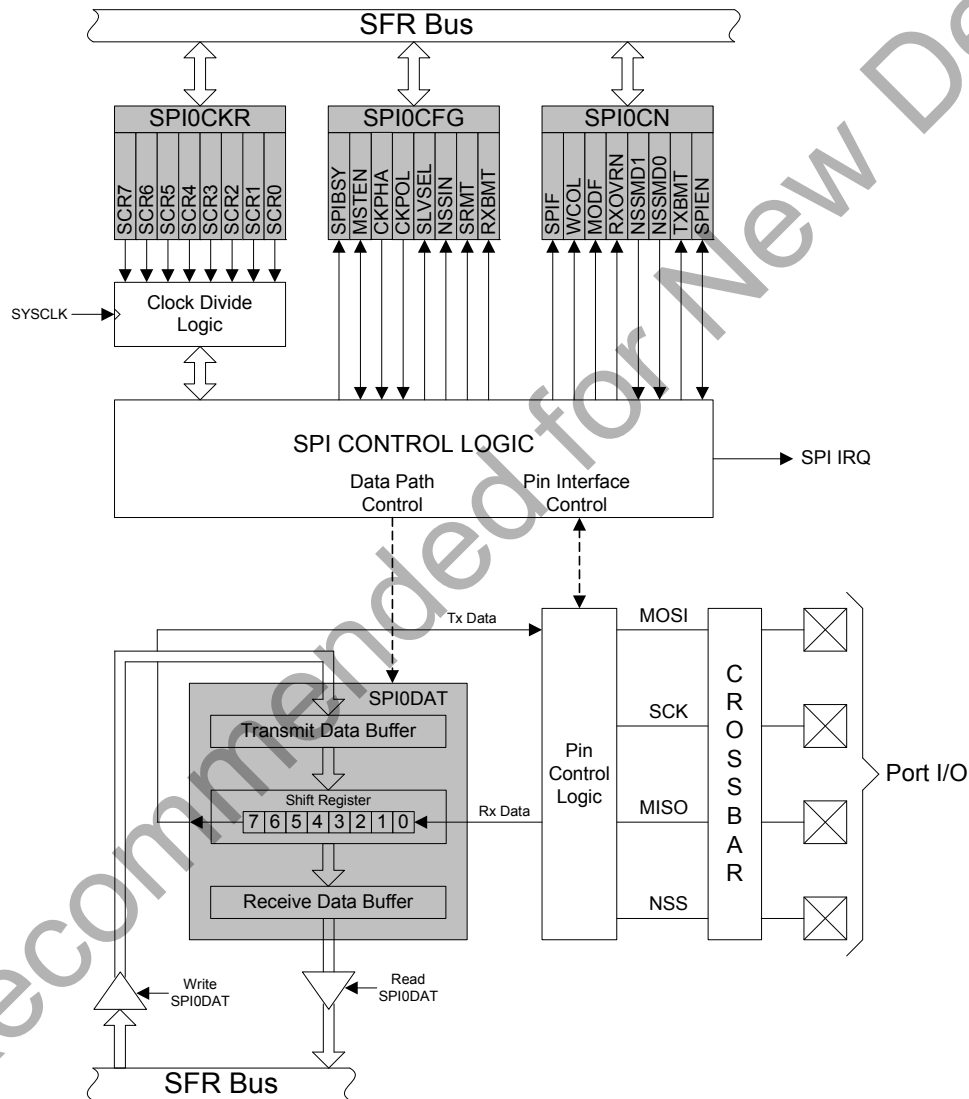 SFR Bus
SPI0CKR
SCR7
SCR6
SCR5
SCR4
SCR3
SCR2
SCR1
SCR0
SPI0CFG
SPIBSY
MSTEN
CKPHA
CKPOL
SLVSEL
NSSIN
SRMT
RXBMT
SPI0CN
SPIF
WCOL
MODF
RXOVRN
NSSMD1
NSSMD0
TXBMT
SPIEN
SYSCLK
Clock Divide
Logic
SPI CONTROL LOGIC
Data Path
Control
Pin Interface
Control
SPI IRQ
Tx Data
SPI0DAT
Transmit Data Buffer
Shift Register
7 6 5 4 3 2 1 0
Rx Data
Receive Data Buffer
Pin
Control
Logic
MOSI
SCK
MISO
NSS
CROSSBAR
Port I/O
Write
SPI0DAT
Read
SPI0DAT
SFR Bus
ecommended for New De